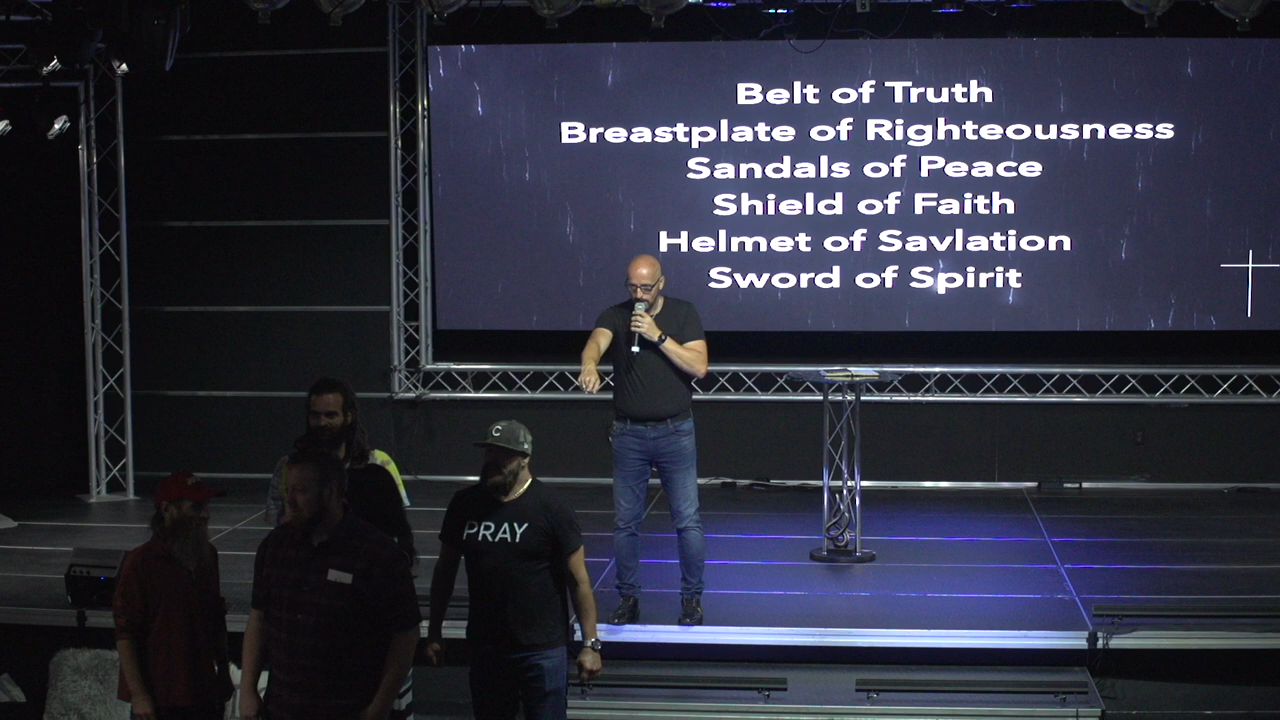 Belt of Truth
Breastplate of Righteousness
Sandals of Peace
Shield of Faith
Helmet of Savlation
Sword of Spirit
C
PRAY